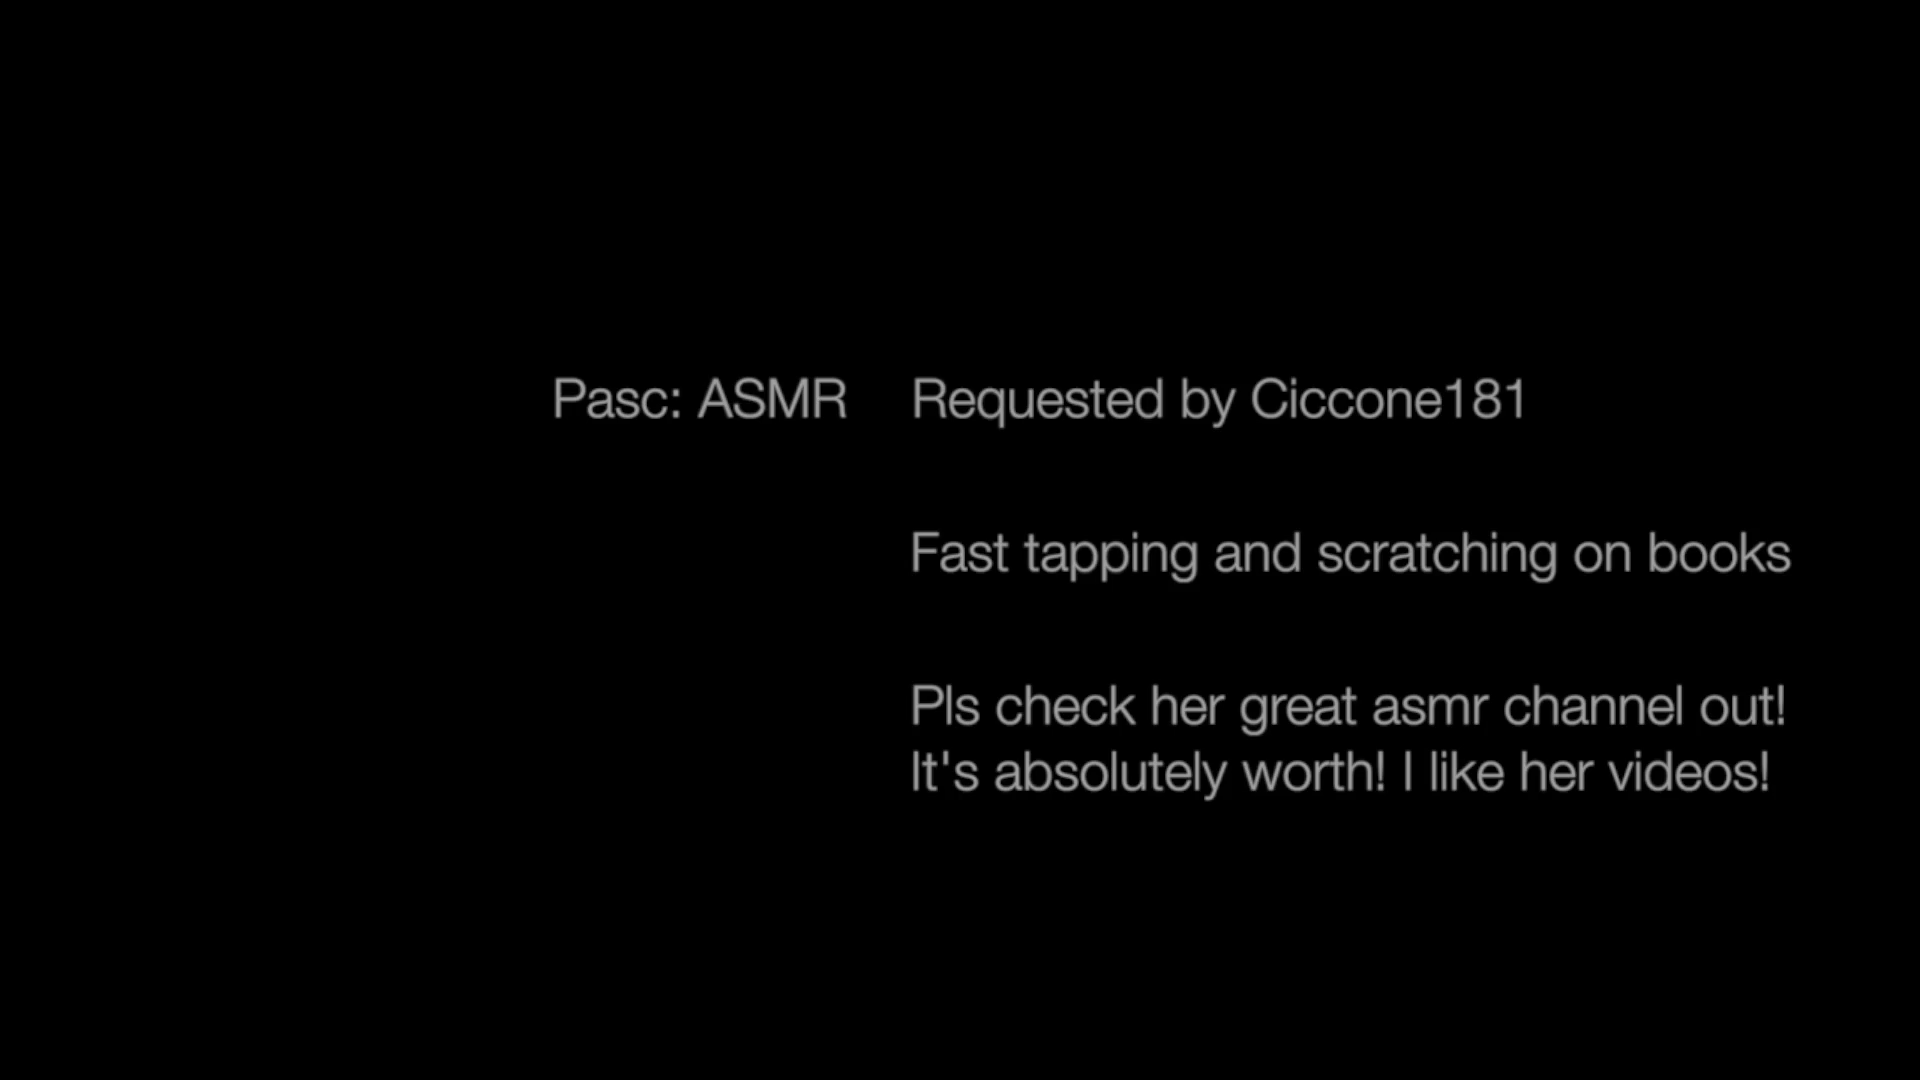 Pasc: ASMR Requested by Ciccone181
Fast tapping and scratching on books
Pls check her great asmr channel out!
It's absolutely worth! I like her videos!